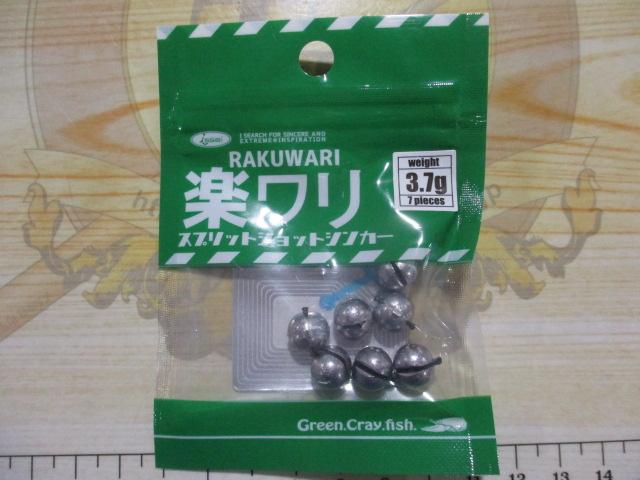 issei
I SEARCH FOR SINCERE AND
EXTREME∞INSPIRATION
RAKUWARI
楽ワリ
スプリットショットシンカー
weight
3.7g
7 pieces
Green.Cray.fish.
11 12 13 14